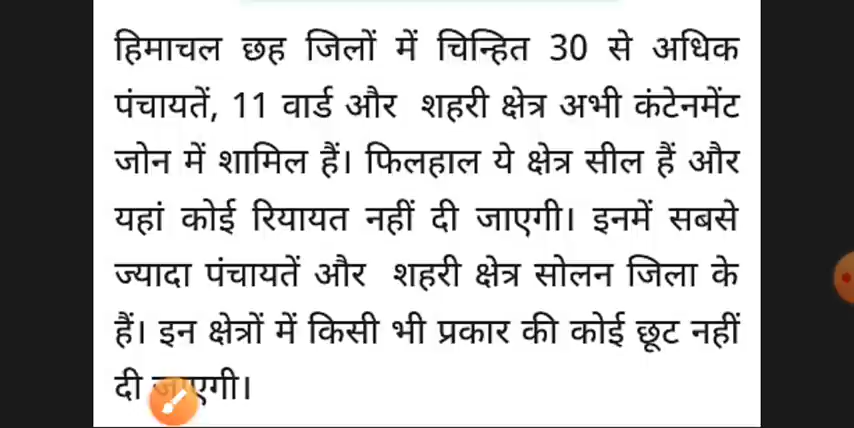 हिमाचल छह जिलों में चिन्हित 30 से अधिक
पंचायतें, 11 वार्ड और शहरी क्षेत्र अभी कंटेनमेंट
जोन में शामिल हैं। फिलहाल ये क्षेत्र सील हैं और
यहां कोई रियायत नहीं दी जाएगी। इनमें सबसे
ज्यादा पंचायतें और शहरी क्षेत्र सोलन जिला के
हैं। इन क्षेत्रों में किसी भी प्रकार की कोई छूट नहीं
दी जाएगी।